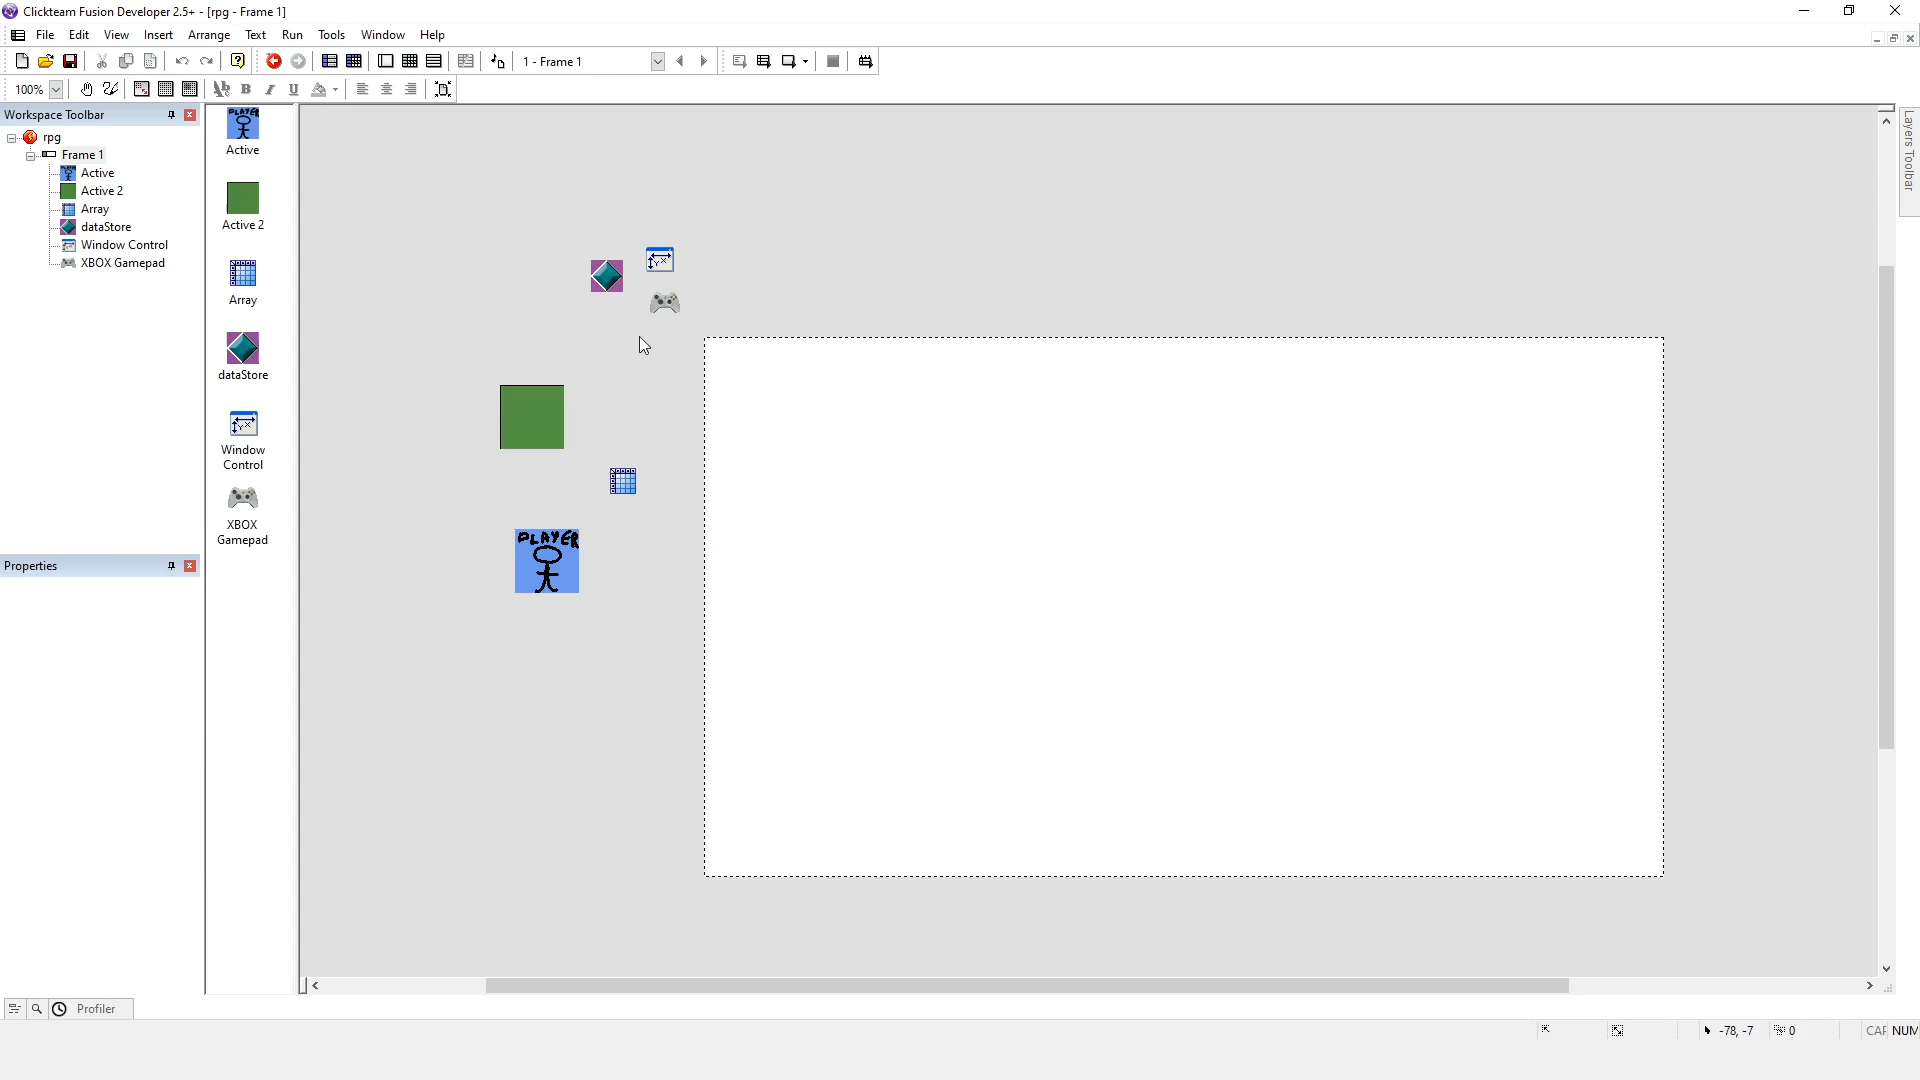 Clickteam Fusion Developer 2.5+ - [rpg - Frame 1]
File Edit View Insert Arrange Text Run Tools Window Help
1 - Frame 1
100%
Workspace Toolbar
rpg
Frame 1
Active
Active 2
Array
dataStore
Window Control
XBOX Gamepad
Properties
PLAYER
Active
Active 2
Array
dataStore
Window
Control
XBOX
Gamepad
PLAYER
Layers Toolbar
Profiler
-78, -7
0
CAP
NUM